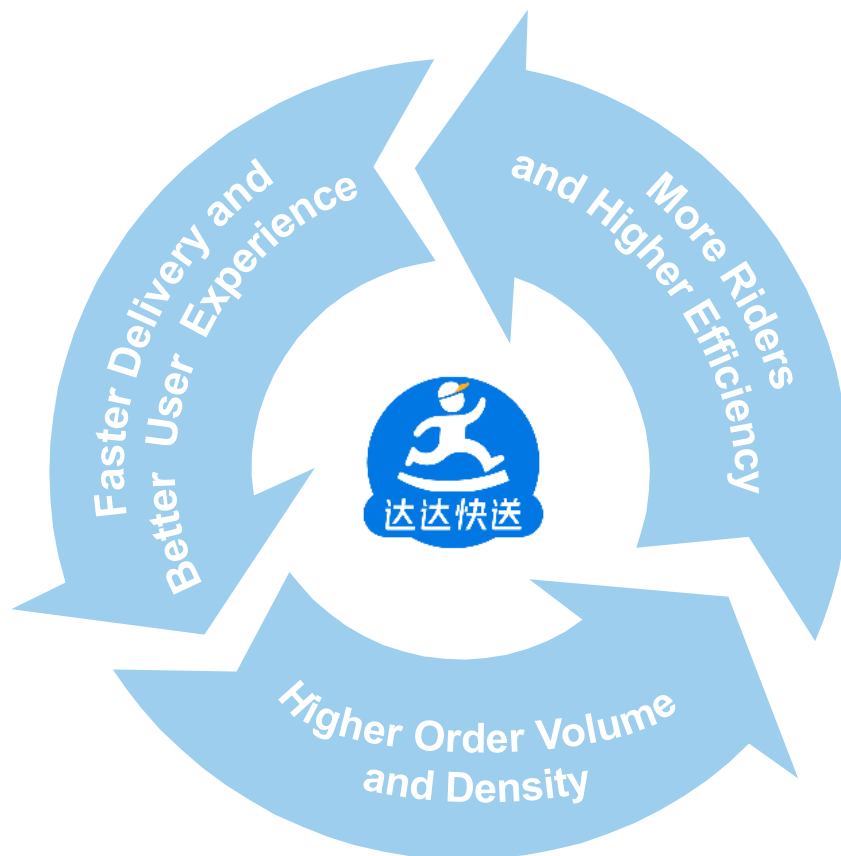 Faster Delivery and
Better User Experience
More Riders
and Higher Efficiency
达达快送
Higher Order Volume
and Density